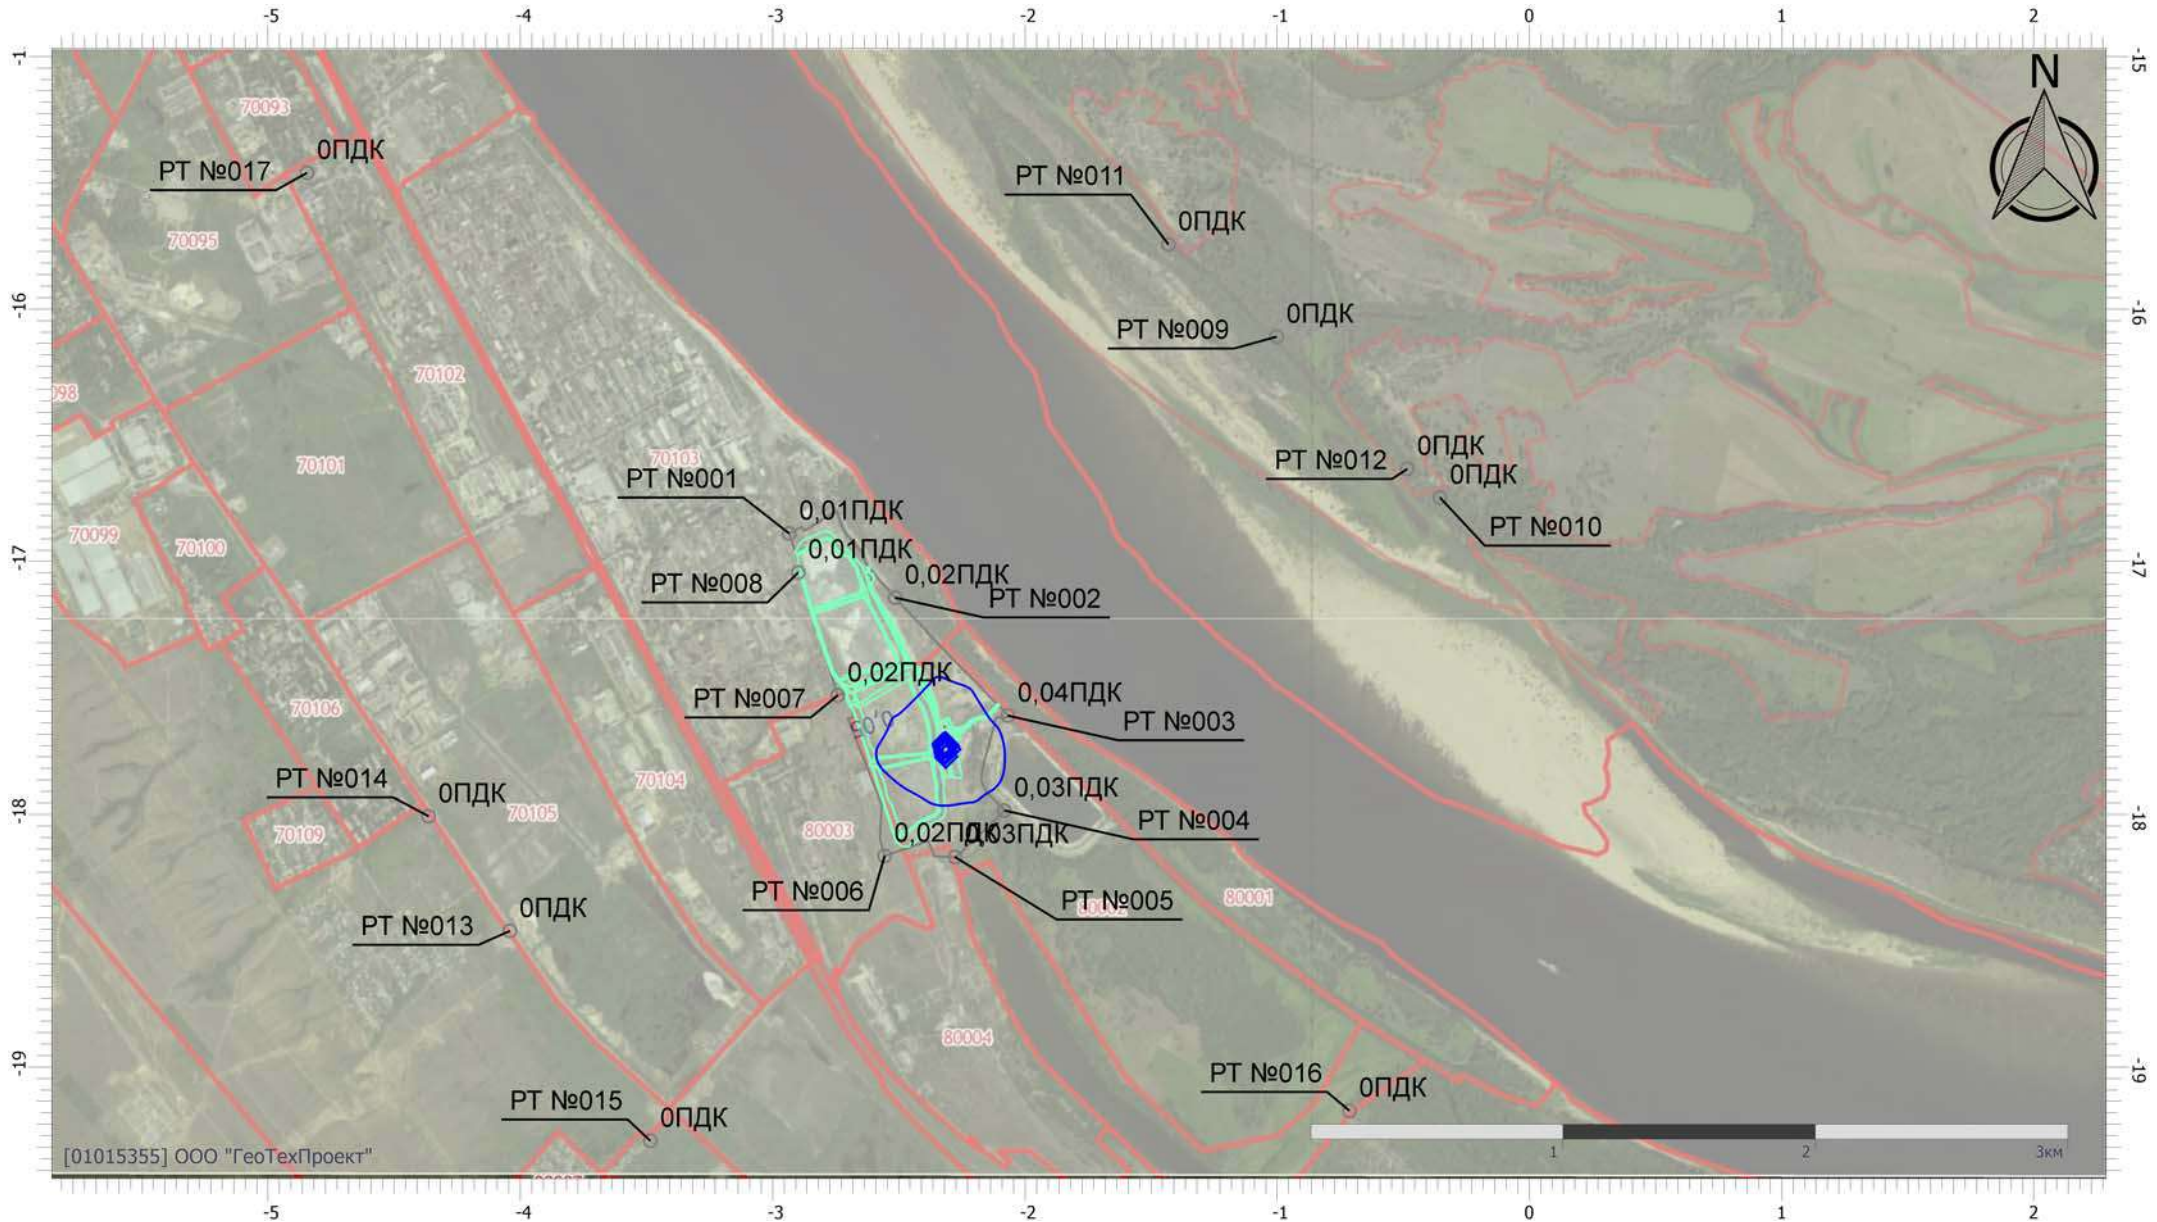 -5 -4 -3 -2 -1 0 1 2
-1
-15
N
70093
0ПДК
РТ №017
РТ №011
0ПДК
70095
-16
-16
0ПДК
РТ №009
70102
98
0ПДК
РТ №012
0ПДК
70101
70103
РТ №001
0,01ПДК
РТ №010
70099
70100
0,01ПДК
-17
-17
РТ №008
0,02ПДК
РТ №002
0,02ПДК
РТ №007
0,04ПДК
70106
0,05
РТ №003
РТ №014
70104
0ПДК
0,03ПДК
70105
-18
-18
РТ №004
70109
80003
0,02ПДК
0,03ПДК
РТ №006
80001
РТ №005
80002
0ПДК
РТ №013
80004
-19
-19
РТ №016
0ПДК
РТ №015
0ПДК
[01015355] ООО "ГеоТехПроект"
1 2 3км
-5 -4 -3 -2 -1 0 1 2